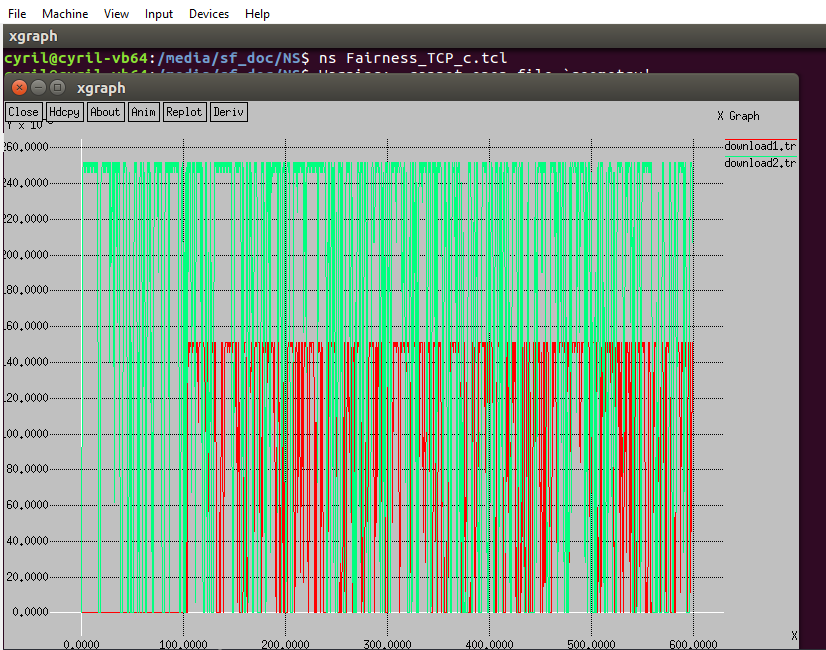 File Machine View Input Devices Help
xgraph
cyril@cyril-vb64:/media/sf_doc/NS$ ns Fairness_TCP_c.tcl
xgraph
Close Hdcpy About Anim Replot Deriv
X Graph
Y x 10
download1.tr
download2.tr
260.0000
240.0000
220.0000
200.0000
180.0000
160.0000
140.0000
120.0000
100.0000
80.0000
60.0000
40.0000
20.0000
0.0000
X
0.0000 100.0000 200.0000 300.0000 400.0000 500.0000 600.0000